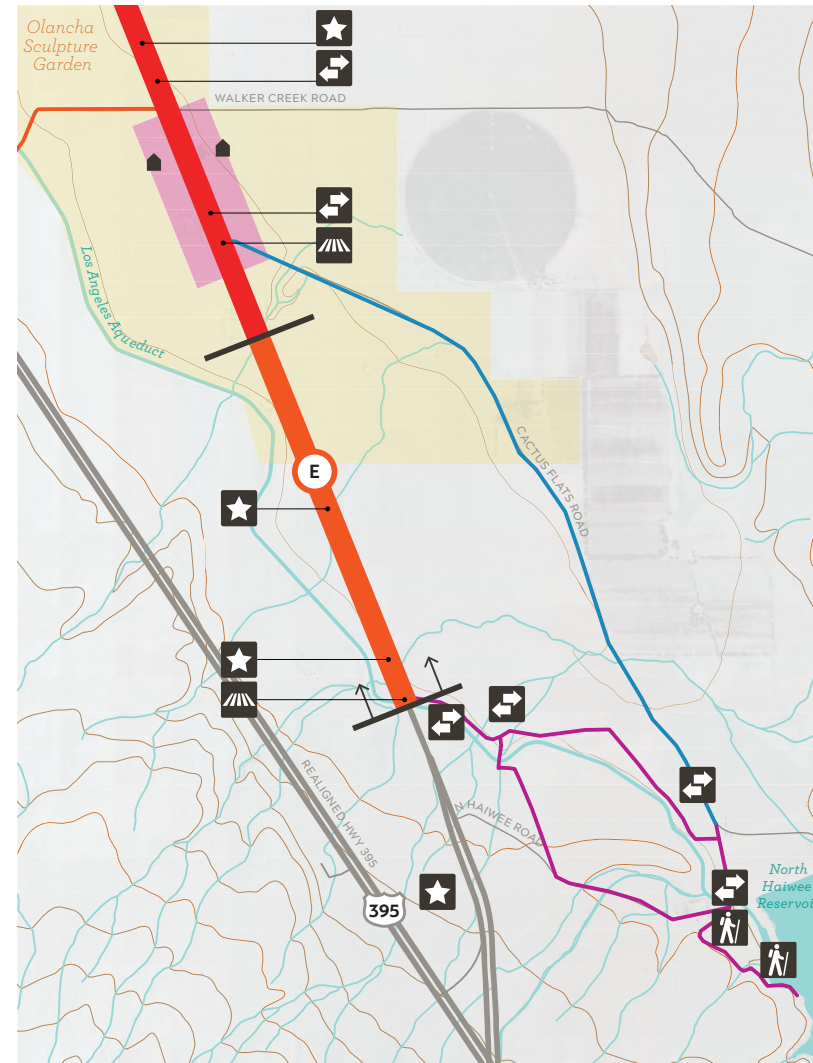 Olancha
Sculpture
Garden
WALKER CREEK ROAD
Los Angeles Aqueduct
E
CACTUS FLATS ROAD
REALIGNED HWY 395
N HAIWEE ROAD
395
North
Haiwee